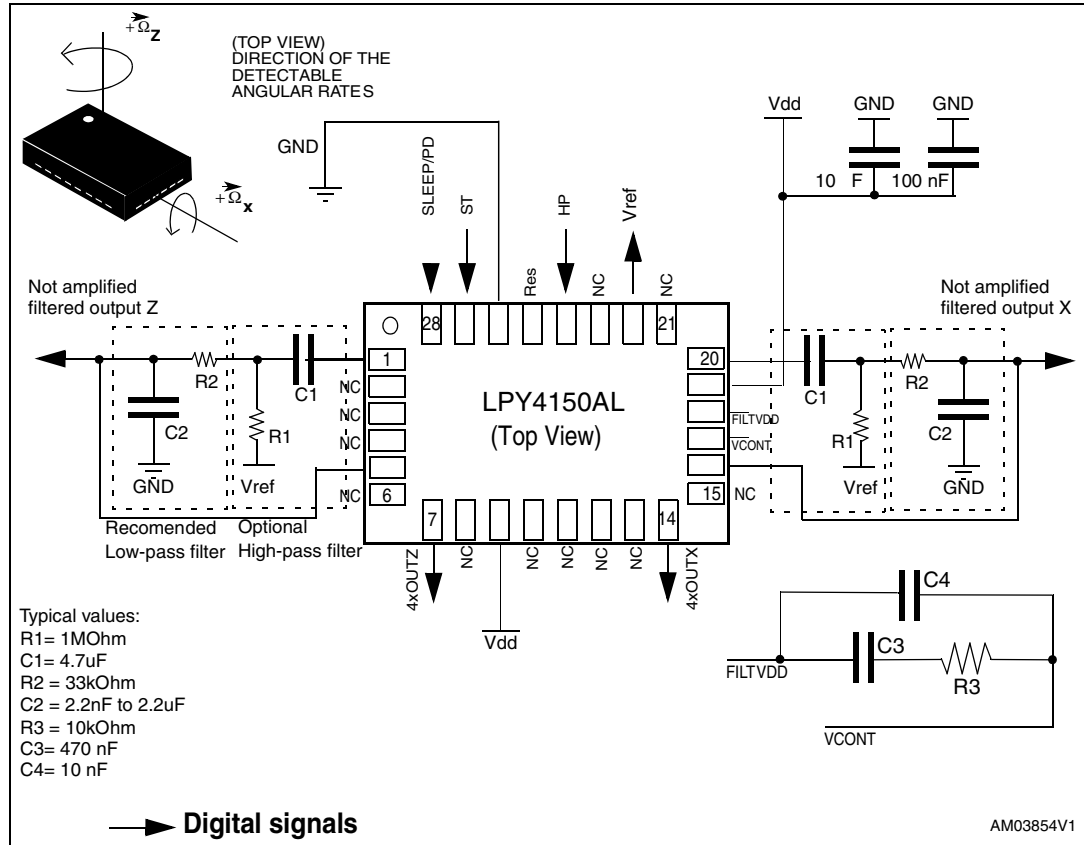 +Ω Z
(TOP VIEW)
DIRECTION OF THE
DETECTABLE
ANGULAR RATES
+Ω x
GND
SLEEP/PD
ST
Res
HP
NC
Vref
NC
Vdd
GND
GND
10 F
100 nF
Not amplified
filtered output Z
Not amplified
filtered output X
28
21
1
20
NC
NC
NC
NC
6
LPY4150AL
(Top View)
FILTVDD
VCONT
15
NC
7
14
R2
C1
C2
R1
GND
Vref
C1
R2
R1
C2
Vref
GND
Recomended
Low-pass filter
Optional
High-pass filter
4xOUTZ
NC
Vdd
NC
NC
NC
NC
4xOUTX
Typical values:
R1= 1MOhm
C1= 4.7uF
R2 = 33kOhm
C2 = 2.2nF to 2.2uF
R3 = 10kOhm
C3= 470 nF
C4= 10 nF
C4
C3
FILTVDD
R3
VCONT
Digital signals
AM03854V1